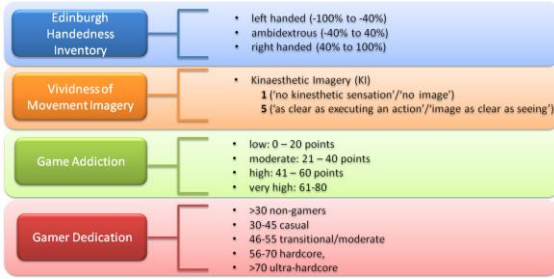 Edinburgh
Handedness
Inventory
• left handed (-100% to -40%)
• ambidextrous (-40% to 40%)
• right handed (40% to 100%)
Vividness of
Movement Imagery
• Kinaesthetic Imagery (KI)
1 ('no kinesthetic sensation'/'no image')
5 ('as clear as executing an action'/'image as clear as seeing')
Game Addiction
• low: 0 – 20 points
• moderate: 21 – 40 points
• high: 41 – 60 points
• very high: 61-80
Gamer Dedication
• >30 non-gamers
• 30-45 casual
• 46-55 transitional/moderate
• 56-70 hardcore,
• >70 ultra-hardcore